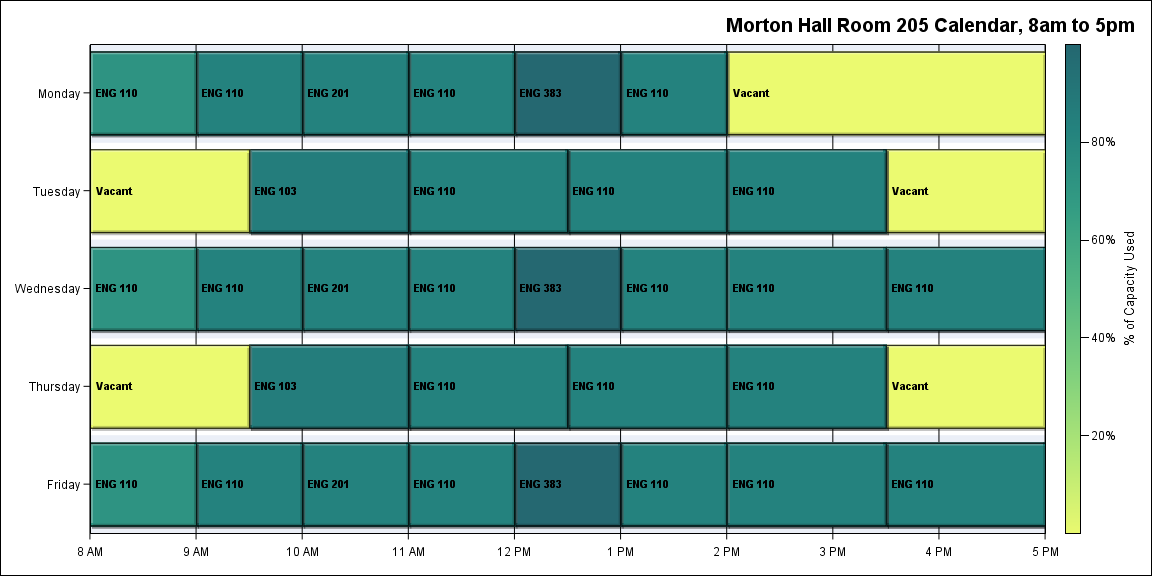 Morton Hall Room 205 Calendar, 8am to 5pm
Monday
ENG 110
ENG 110
ENG 201
ENG 110
ENG 383
ENG 110
Vacant
Tuesday
Vacant
ENG 103
ENG 110
ENG 110
ENG 110
Vacant
Wednesday
ENG 110
ENG 110
ENG 201
ENG 110
ENG 383
ENG 110
ENG 110
ENG 110
Thursday
Vacant
ENG 103
ENG 110
ENG 110
ENG 110
Vacant
Friday
ENG 110
ENG 110
ENG 201
ENG 110
ENG 383
ENG 110
ENG 110
ENG 110
8 AM
9 AM
10 AM
11 AM
12 PM
1 PM
2 PM
3 PM
4 PM
5 PM
80%
60%
40%
20%
% of Capacity Used